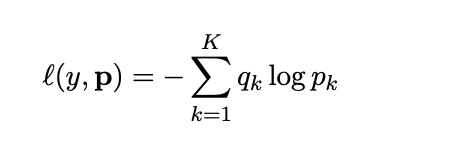 ℓ(y, **p**) = − ∑_{k=1}^{K} q_k log p_k